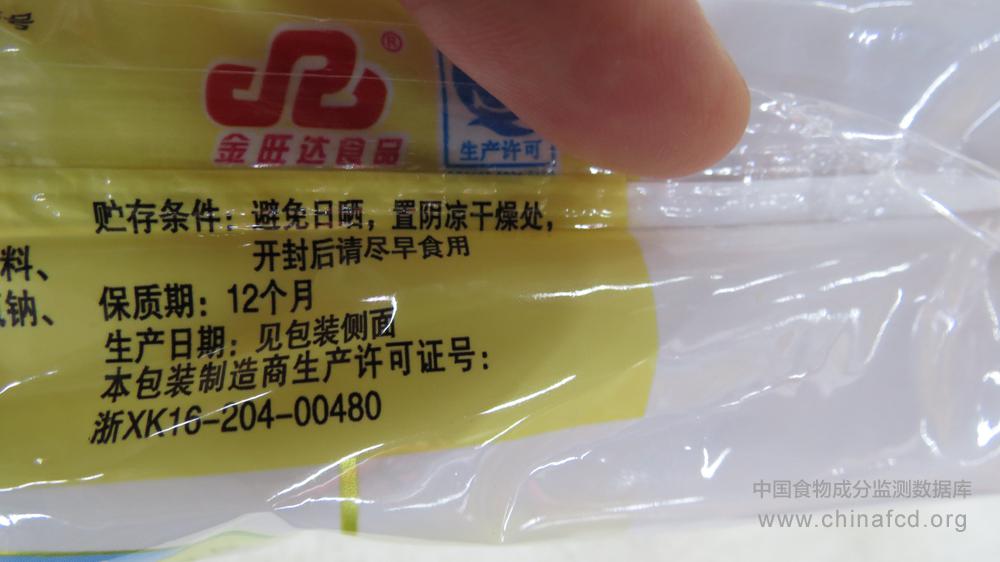 号
®
金旺达食品
生产许可
贮存条件：避免日晒，置阴凉干燥处，
开封后请尽早食用
料、
钠、
保质期：12个月
生产日期：见包装侧面
本包装制造商生产许可证号：
浙XK16-204-00480
中国食物成分监测数据库
www.chinafcd.org